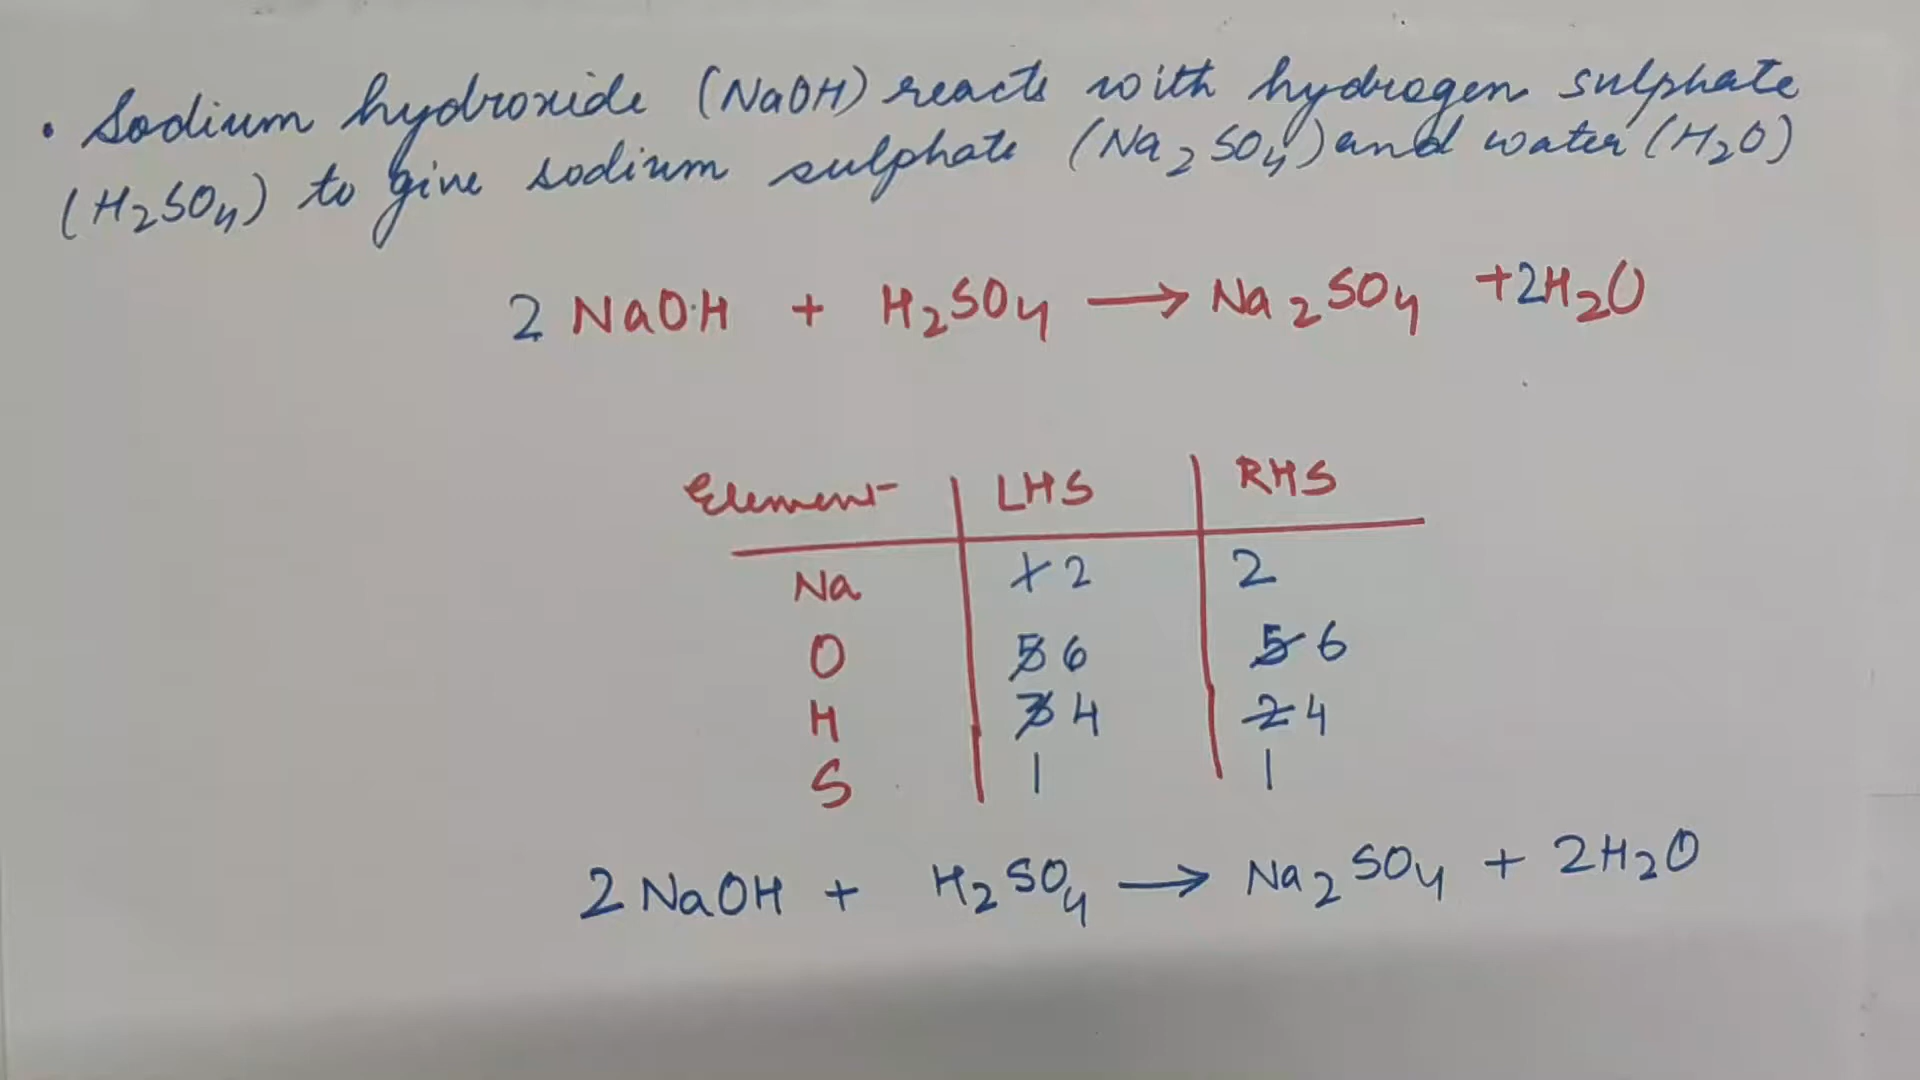 • Sodium hydroxide (NaOH) reacts with hydrogen sulphate
(H₂SO₄) to give sodium sulphate (Na₂SO₄) and water (H₂O)
2 NaOH + H₂SO₄ → Na₂SO₄ + 2H₂O
Element LHS RHS
Na 1 2 2
O 5 6 5 6
H 3 4 2 4
S 1 1
2 NaOH + H₂SO₄ → Na₂SO₄ + 2H₂O